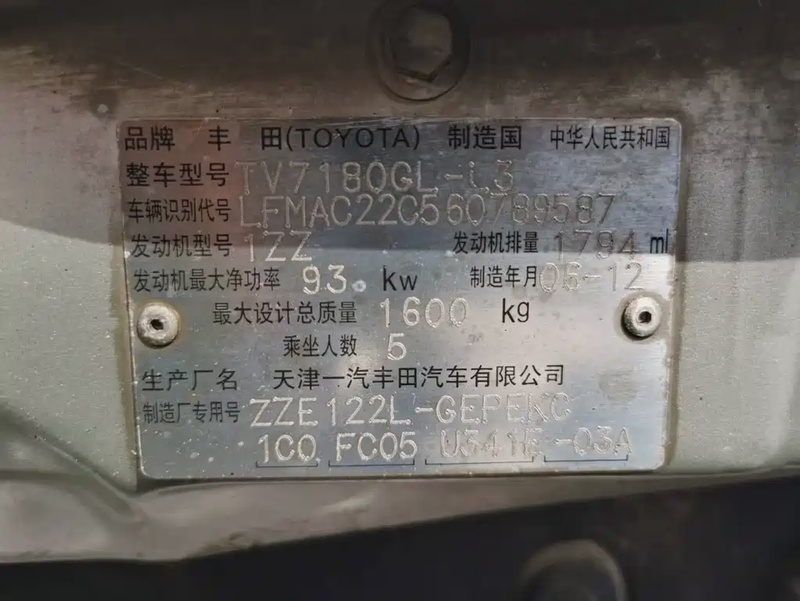 品牌 丰 田(TOYOTA) 制造国 中华人民共和国
整车型号 TV7180GL-i3
车辆识别代号 LFMAC22C560789587
发动机型号 1ZZ 发动机排量 1794 ml
发动机最大净功率 93. kw 制造年月 06-12
最大设计总质量 1600 kg
乘坐人数 5
生产厂名 天津一汽丰田汽车有限公司
制造厂专用号 ZZE122L-GEPEKC
1C0 FC05 U341E -03A